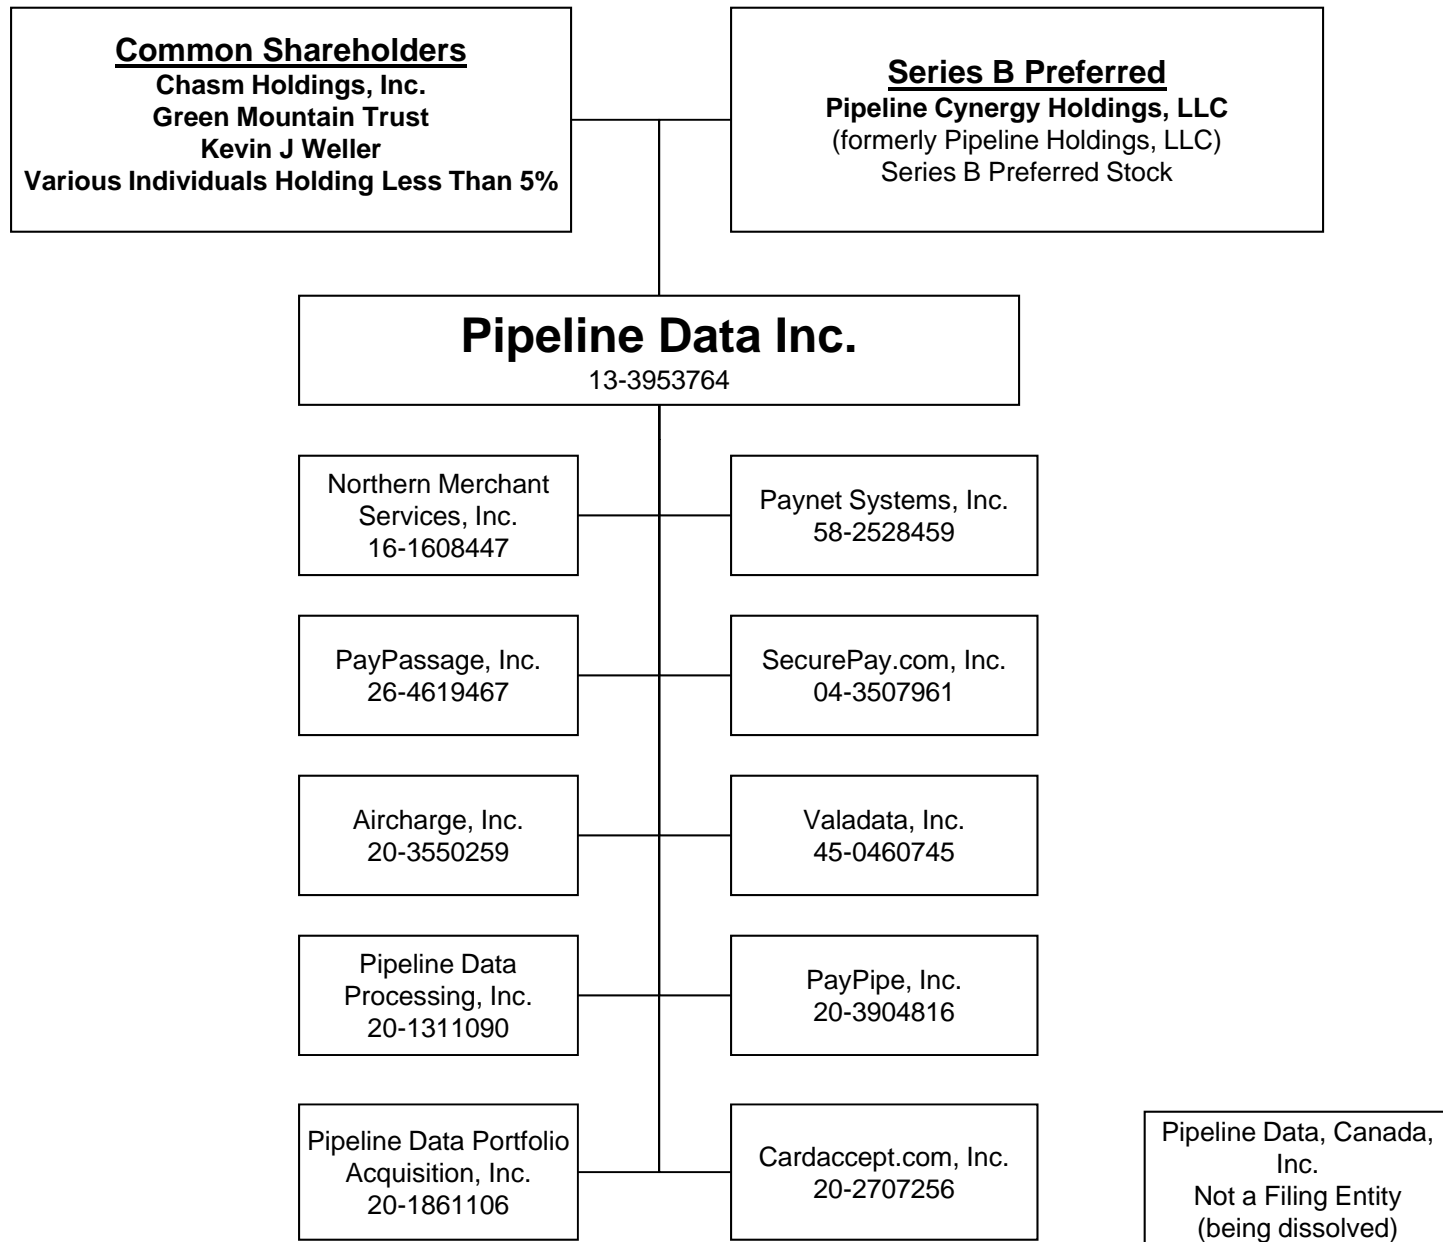 Common Shareholders
Chasm Holdings, Inc.
Green Mountain Trust
Kevin J Weller
Various Individuals Holding Less Than 5%
Series B Preferred
Pipeline Cynergy Holdings, LLC
(formerly Pipeline Holdings, LLC)
Series B Preferred Stock
Pipeline Data Inc.
13-3953764
Northern Merchant
Services, Inc.
16-1608447
Paynet Systems, Inc.
58-2528459
PayPassage, Inc.
26-4619467
SecurePay.com, Inc.
04-3507961
Aircharge, Inc.
20-3550259
Valadata, Inc.
45-0460745
Pipeline Data
Processing, Inc.
20-1311090
PayPipe, Inc.
20-3904816
Pipeline Data Portfolio
Acquisition, Inc.
20-1861106
Cardaccept.com, Inc.
20-2707256
Pipeline Data, Canada,
Inc.
Not a Filing Entity
(being dissolved)